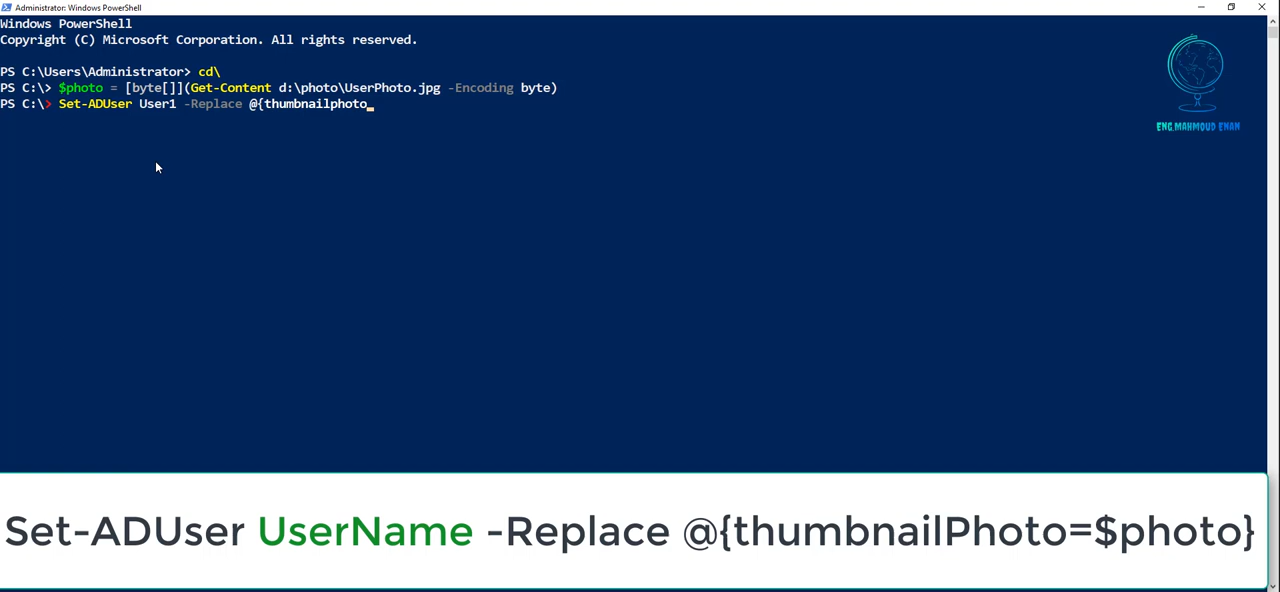 Administrator: Windows PowerShell
Windows PowerShell
Copyright (C) Microsoft Corporation. All rights reserved.
PS C:\Users\Administrator> cd\
PS C:\> $photo = [byte[]](Get-Content d:\photo\UserPhoto.jpg -Encoding byte)
PS C:\> Set-ADUser User1 -Replace @{thumbnailphoto_
ENG.MAHMOUD ENAN
Set-ADUser UserName -Replace @{thumbnailPhoto=$photo}